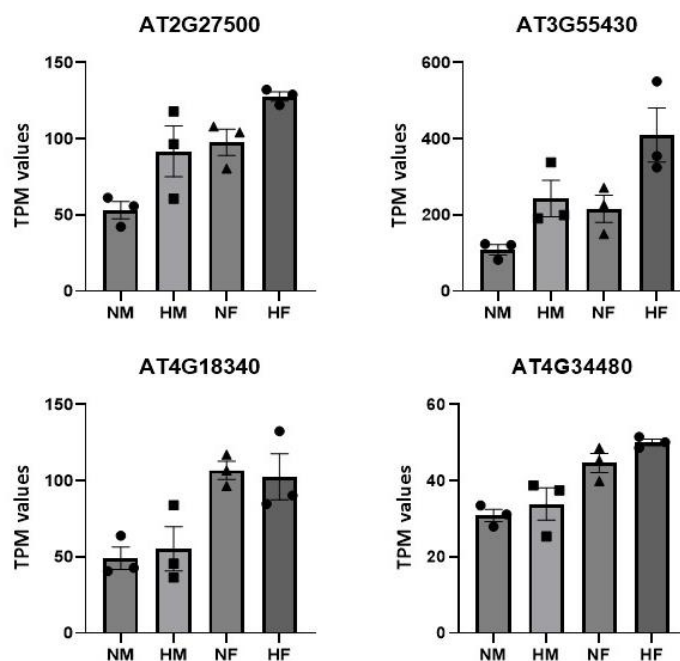 AT2G27500
150
100
50
0
TPM values
NM HM NF HF
AT3G55430
600
400
200
0
TPM values
NM HM NF HF
AT4G18340
150
100
50
0
TPM values
NM HM NF HF
AT4G34480
60
40
20
0
TPM values
NM HM NF HF